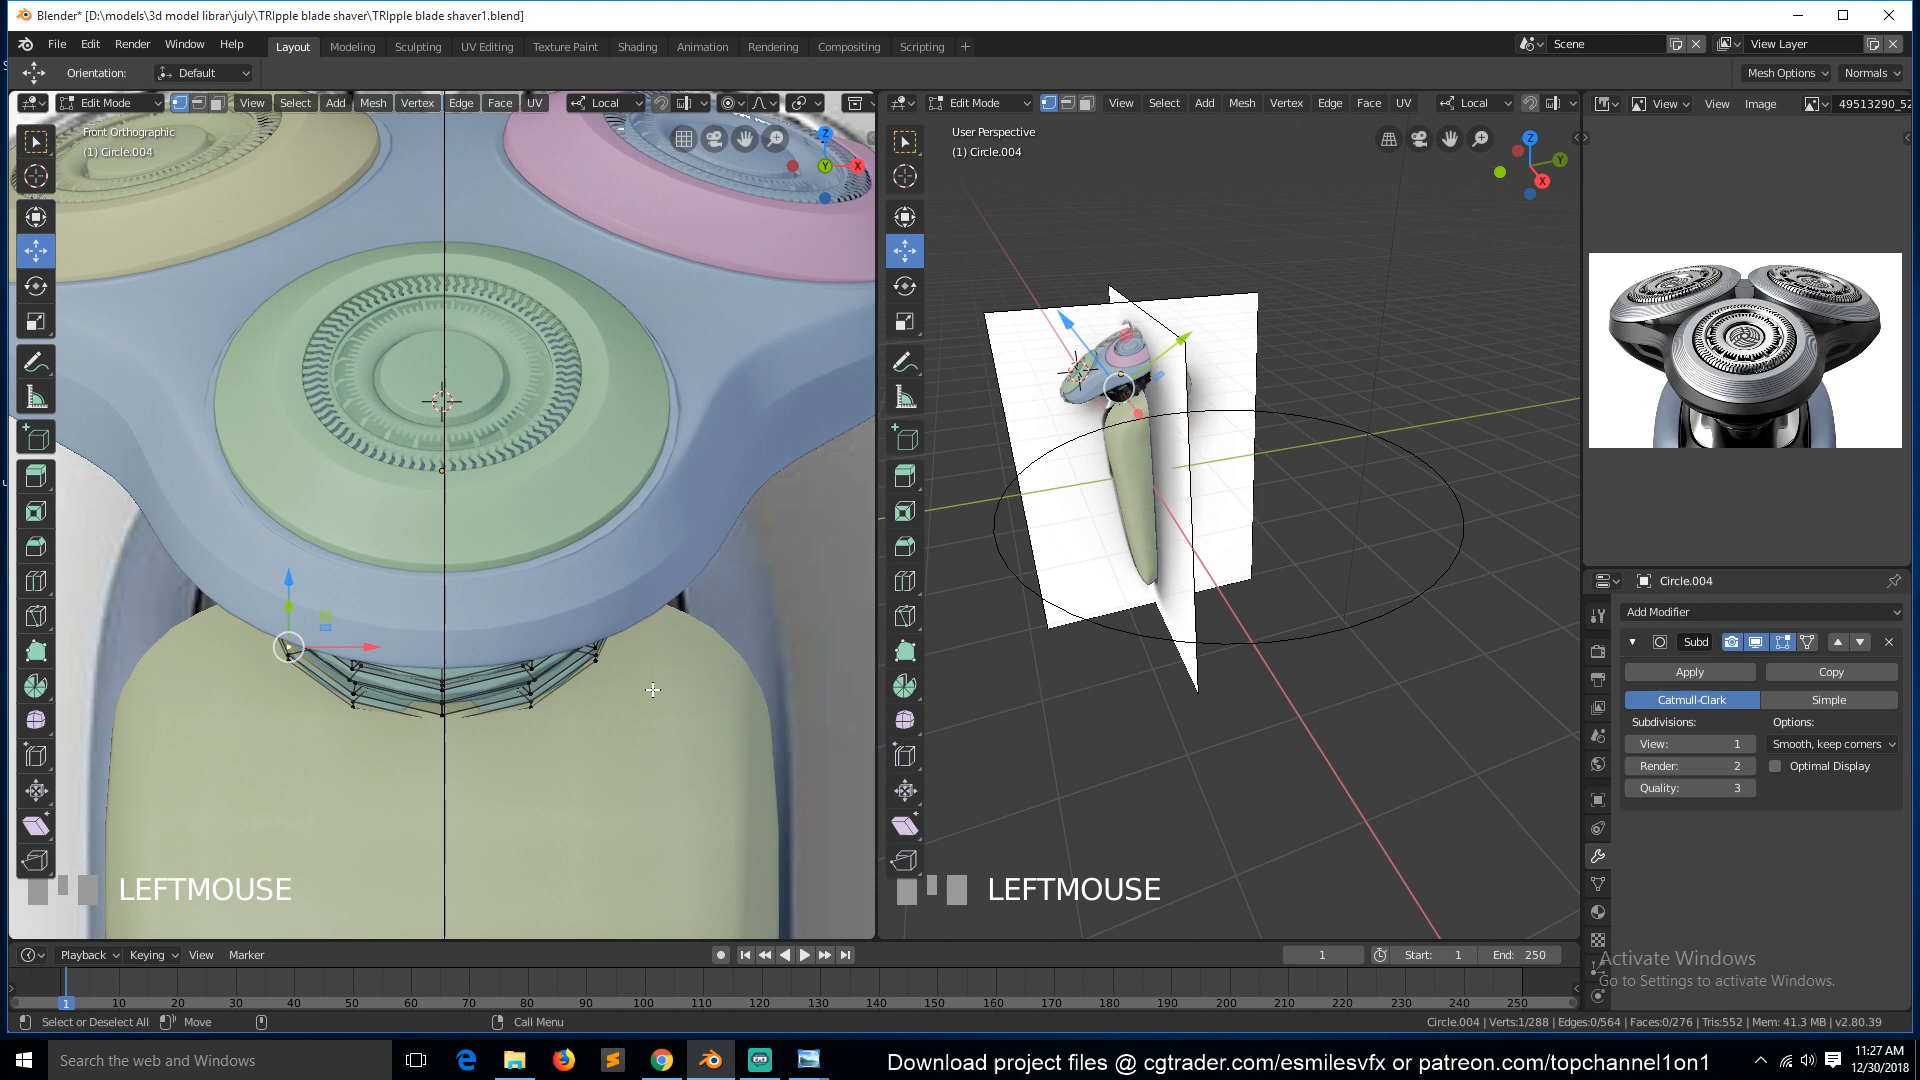 Blender* [D:\models\3d model librar\july\TRIpple blade shaver\TRIpple blade shaver1.blend]
File Edit Render Window Help
Layout Modeling Sculpting UV Editing Texture Paint Shading Animation Rendering Compositing Scripting +
Scene View Layer
Orientation: Default Mesh Options Normals
Edit Mode View Select Add Mesh Vertex Edge Face UV Local
Edit Mode View Select Add Mesh Vertex Edge Face UV Local
View View Image 49513290_52
Front Orthographic
(1) Circle.004
Z
Y
X
User Perspective
(1) Circle.004
Z
Y
X
Circle.004
Add Modifier
Subd
Apply Copy
Catmull-Clark Simple
Subdivisions: Options:
View: 1 Smooth, keep corners
Render: 2 Optimal Display
Quality: 3
LEFTMOUSE
LEFTMOUSE
Activate Windows
Go to Settings to activate Windows.
Playback Keying View Marker 1 Start: 1 End: 250
1 10 20 30 40 50 60 70 80 90 100 110 120 130 140 150 160 170 180 190 200 210 220 230 240 250
Select or Deselect All Move Call Menu Circle.004 | Verts:1/288 | Edges:0/564 | Faces:0/276 | Tris:552 | Mem: 41.3 MB | v2.80.39
Search the web and Windows
Download project files @ cgtrader.com/esmilesvfx or patreon.com/topchannel1on1
11:27 AM
12/30/2018